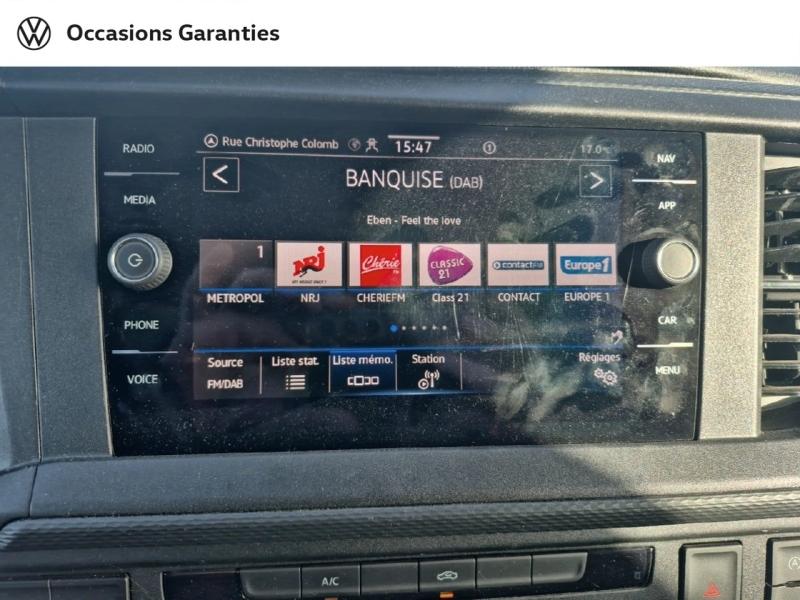 Occasions Garanties
RADIO
MEDIA
PHONE
VOICE
Rue Christophe Colomb
15:47
17.0
<
BANQUISE (DAB)
>
Eben - Feel the love
1
METROPOL
NRJ
NRJ
Chérie FM
CHERIEFM
CLASSIC 21
Class 21
contact FM
CONTACT
Europe 1
EUROPE 1
Source
FM/DAB
Liste stat.
Liste mémo.
Station
Réglages
NAV
APP
CAR
MENU
A/C